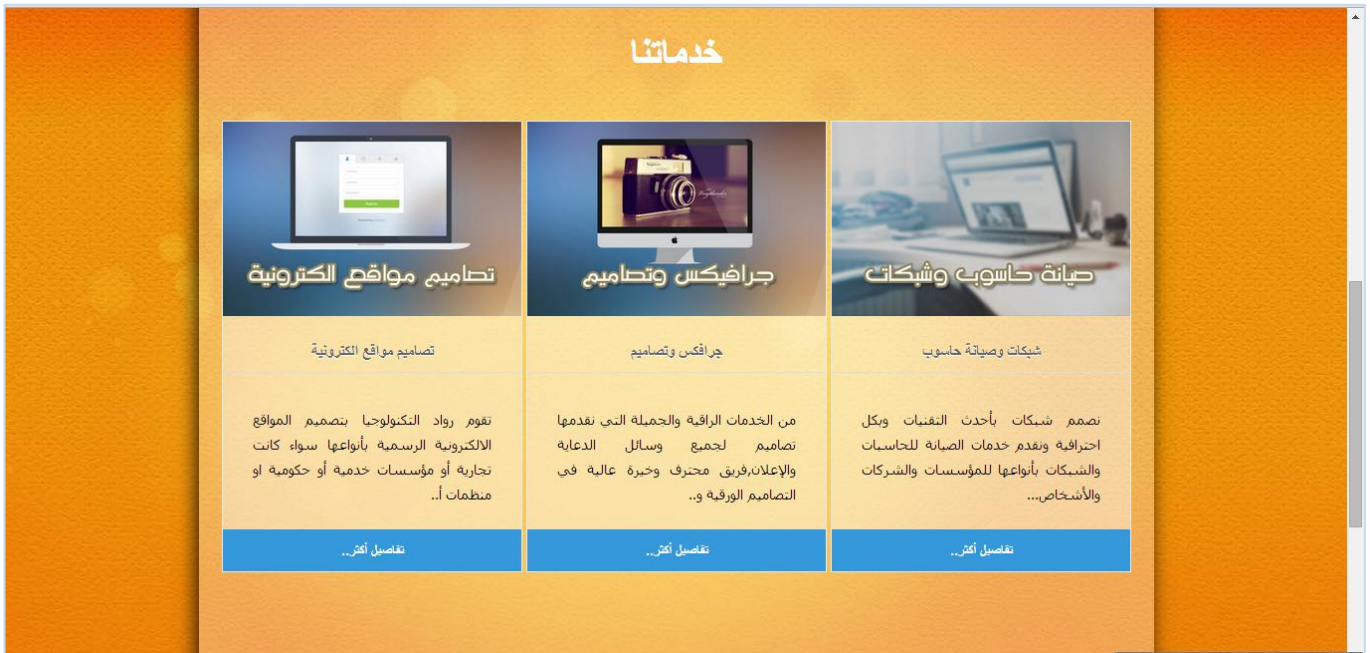 خدماتنا
صيانة حاسوب وشبكات
شبكات وصيانة حاسوب
نصمم شبكات بأحدث التقنيات وبكل
احترافية ونقدم خدمات الصيانة للحاسبات
والشبكات بأنواعها للمؤسسات والشركات
والأشخاص...
تفاصيل أكثر..
جرافيكس وتصاميم
جرافكس وتصاميم
من الخدمات الراقية والجميلة التي نقدمها
تصاميم لجميع وسائل الدعاية
والإعلان,فريق محترف وخبرة عالية في
التصاميم الورقية و..
تفاصيل أكثر..
تصاميم مواقع الكترونية
تصاميم مواقع الكترونية
تقوم رواد التكنولوجيا بتصميم المواقع
الالكترونية الرسمية بأنواعها سواء كانت
تجارية أو مؤسسات خدمية أو حكومية او
منظمات أ..
تفاصيل أكثر..